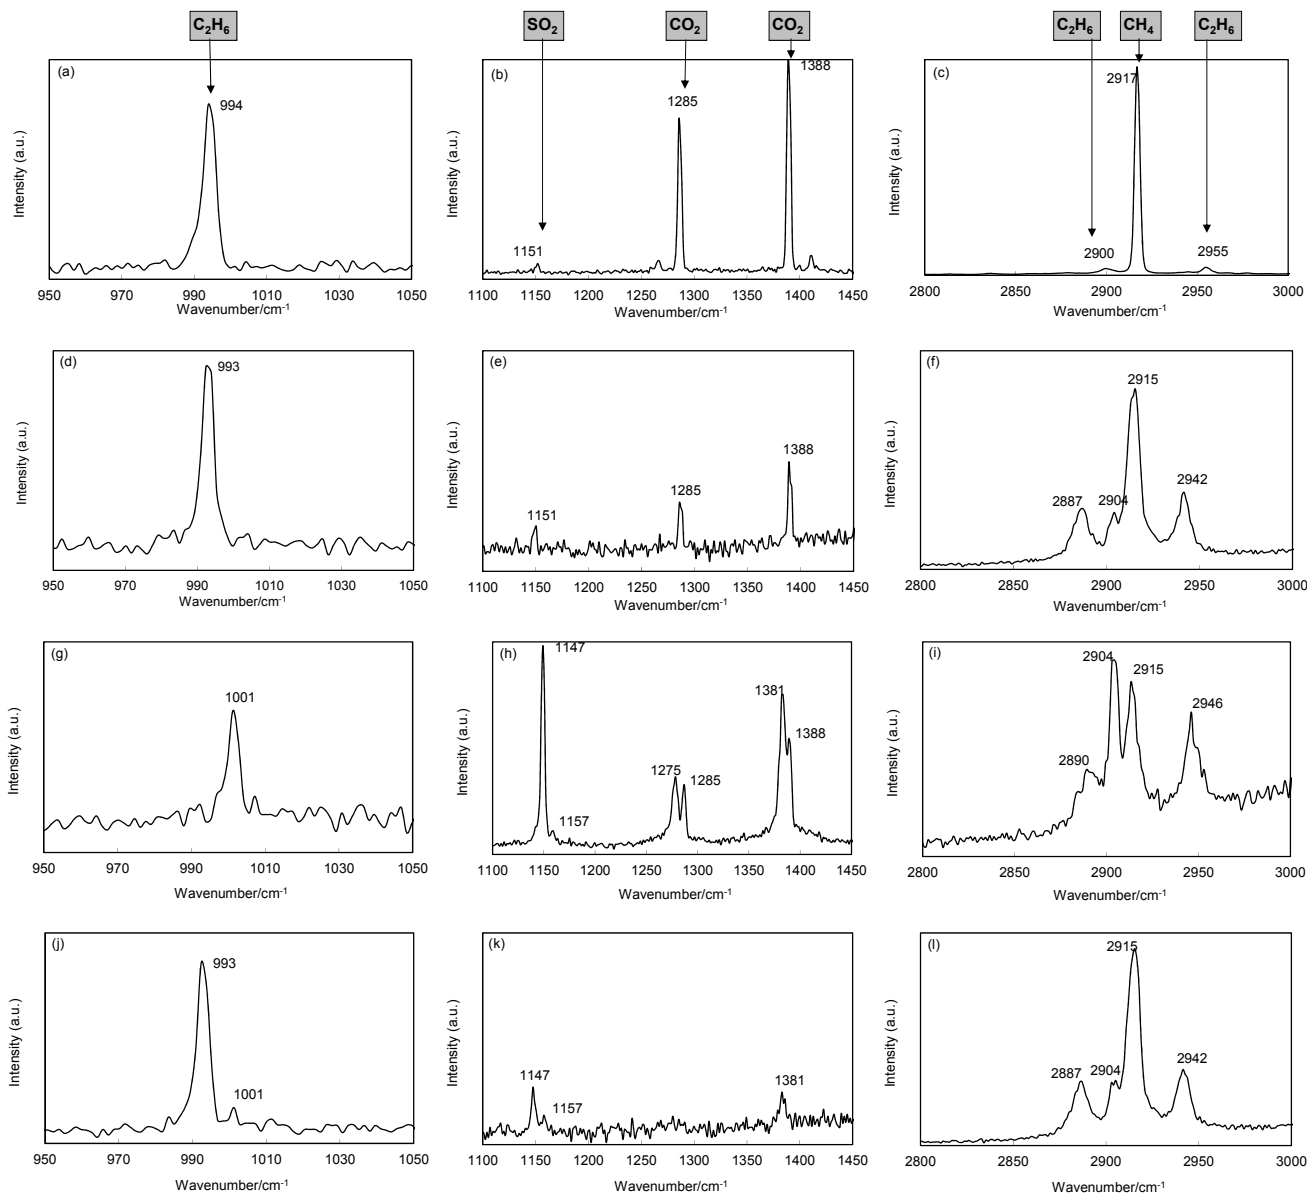 C₂H₆ SO₂ CO₂ CO₂ C₂H₆ CH₄ C₂H₆
(a)
994
Intensity (a.u.)
950 970 990 1010 1030 1050
Wavenumber/cm⁻¹
(b)
1388
1285
1151
Intensity (a.u.)
1100 1150 1200 1250 1300 1350 1400 1450
Wavenumber/cm⁻¹
(c)
2917
2900
2955
Intensity (a.u.)
2800 2850 2900 2950 3000
Wavenumber/cm⁻¹
(d)
993
Intensity (a.u.)
950 970 990 1010 1030 1050
Wavenumber/cm⁻¹
(e)
1388
1285
1151
Intensity (a.u.)
1100 1150 1200 1250 1300 1350 1400 1450
Wavenumber/cm⁻¹
(f)
2915
2887
2904
2942
Intensity (a.u.)
2800 2850 2900 2950 3000
Wavenumber/cm⁻¹
(g)
1001
Intensity (a.u.)
950 970 990 1010 1030 1050
Wavenumber/cm⁻¹
(h)
1147
1381
1388
1275
1285
1157
Intensity (a.u.)
1100 1150 1200 1250 1300 1350 1400 1450
Wavenumber/cm⁻¹
(i)
2904
2915
2946
2890
Intensity (a.u.)
2800 2850 2900 2950 3000
Wavenumber/cm⁻¹
(j)
993
1001
Intensity (a.u.)
950 970 990 1010 1030 1050
Wavenumber/cm⁻¹
(k)
1147
1157
1381
Intensity (a.u.)
1100 1150 1200 1250 1300 1350 1400 1450
Wavenumber/cm⁻¹
(l)
2915
2887
2904
2942
Intensity (a.u.)
2800 2850 2900 2950 3000
Wavenumber/cm⁻¹